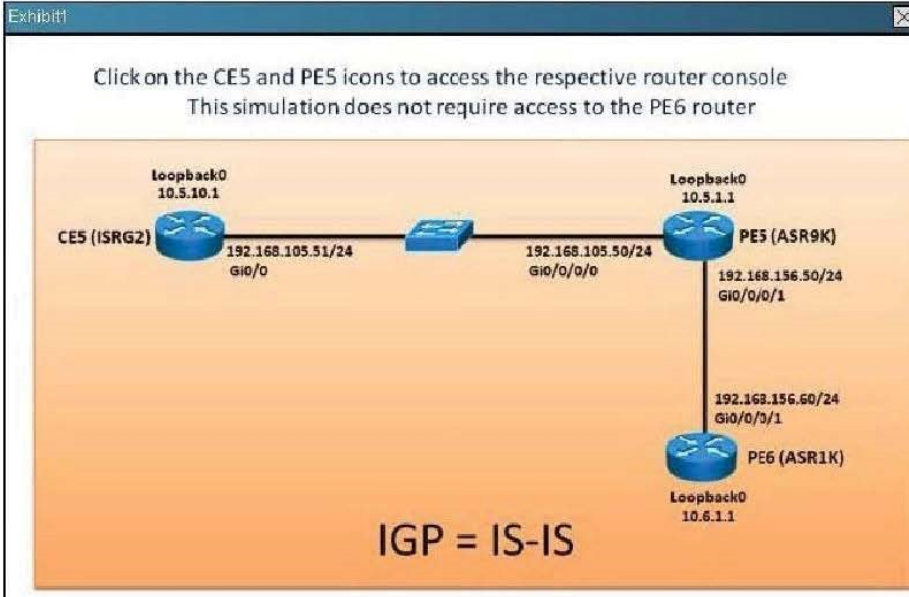 Exhibit1
Click on the CE5 and PE5 icons to access the respective router console
This simulation does not require access to the PE6 router
Loopback0
10.5.10.1
CE5 (ISRG2)
192.168.105.51/24
Gi0/0
Loopback0
10.5.1.1
PE5 (ASR9K)
192.168.105.50/24
Gi0/0/0/0
192.168.156.50/24
Gi0/0/0/1
192.168.156.60/24
Gi0/0/0/1
PE6 (ASR1K)
Loopback0
10.6.1.1
IGP = IS-IS